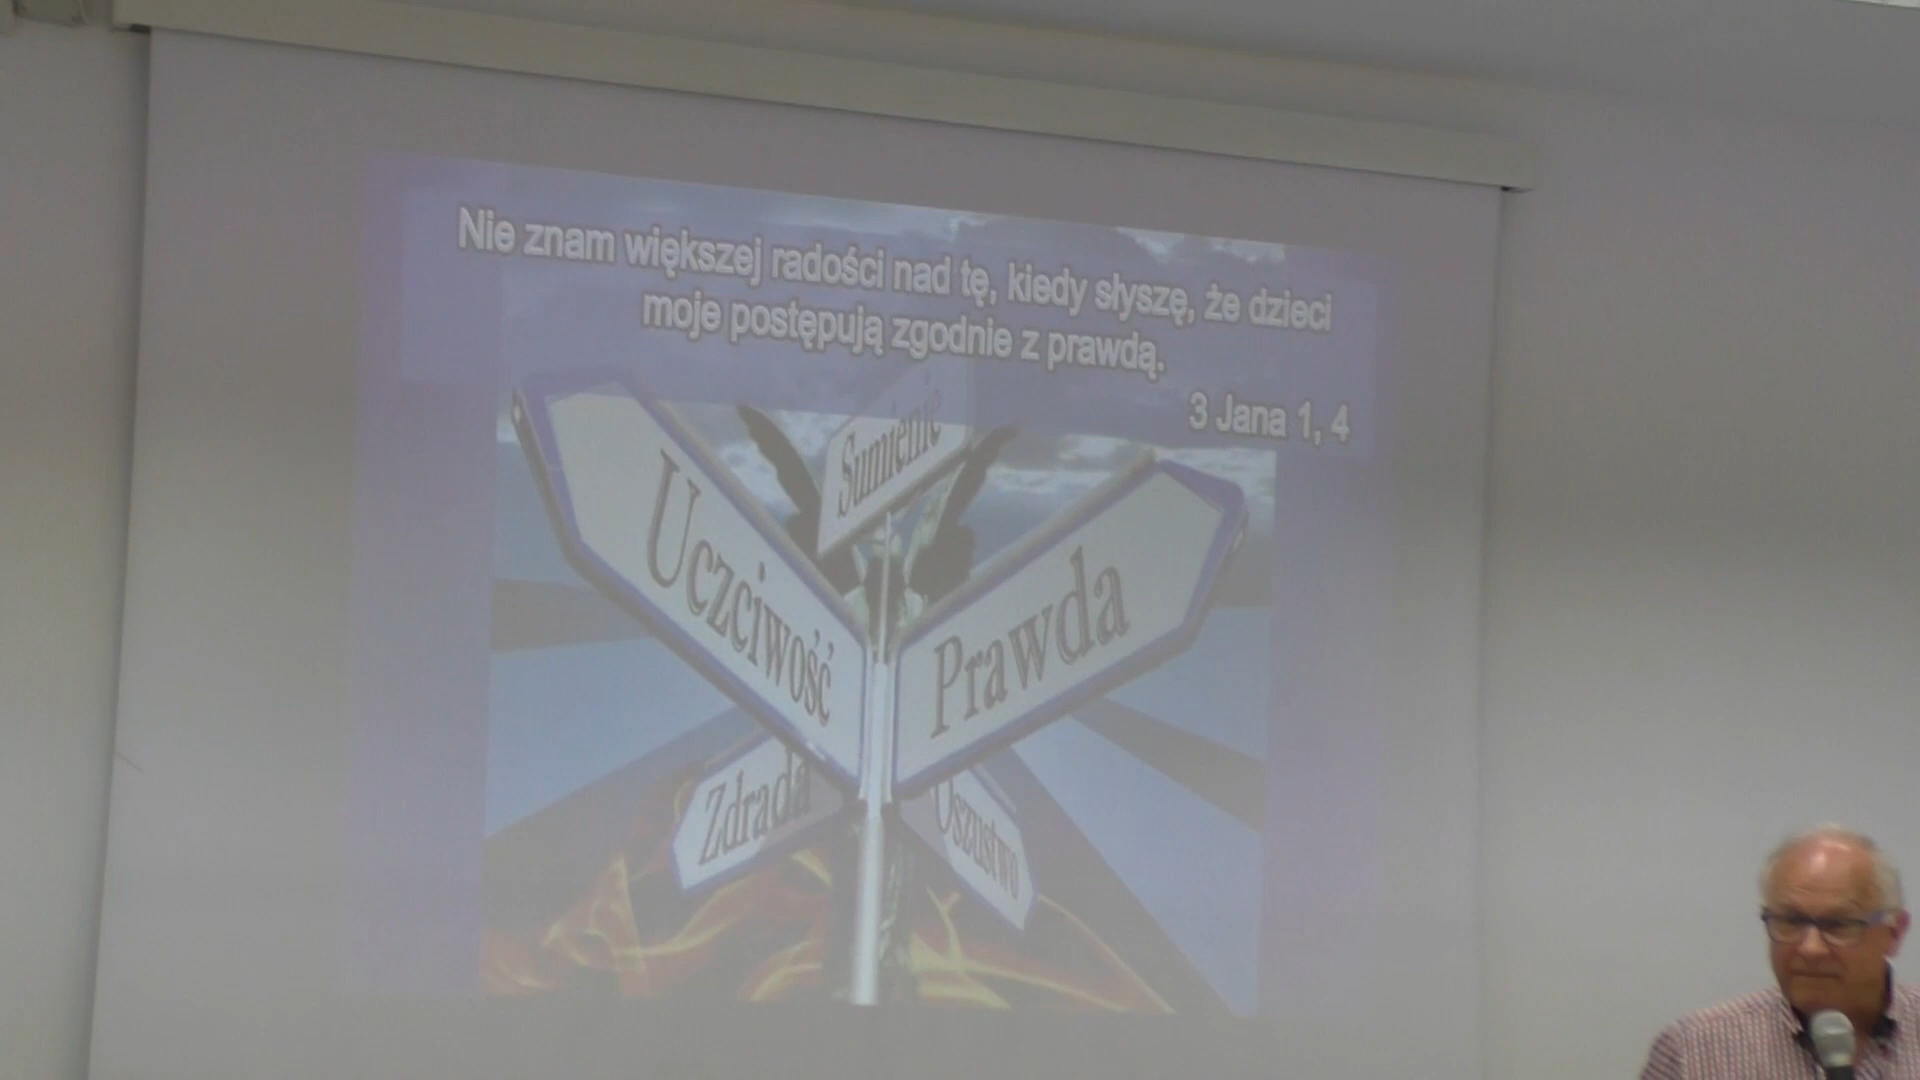 Nie znam większej radości nad tę, kiedy słyszę, że dzieci
moje postępują zgodnie z prawdą.
3 Jana 1, 4
Sumienie
Uczciwość
Prawda
Zdrada
Oszustwo